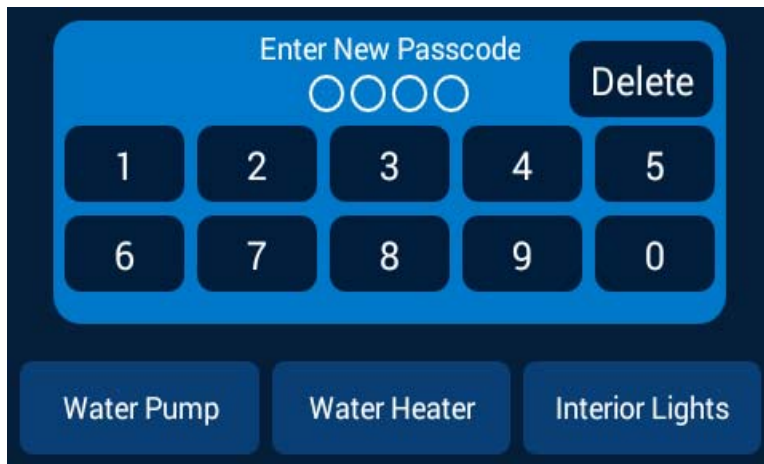 Enter New Passcode
Delete
1 2 3 4 5
6 7 8 9 0
Water Pump Water Heater Interior Lights